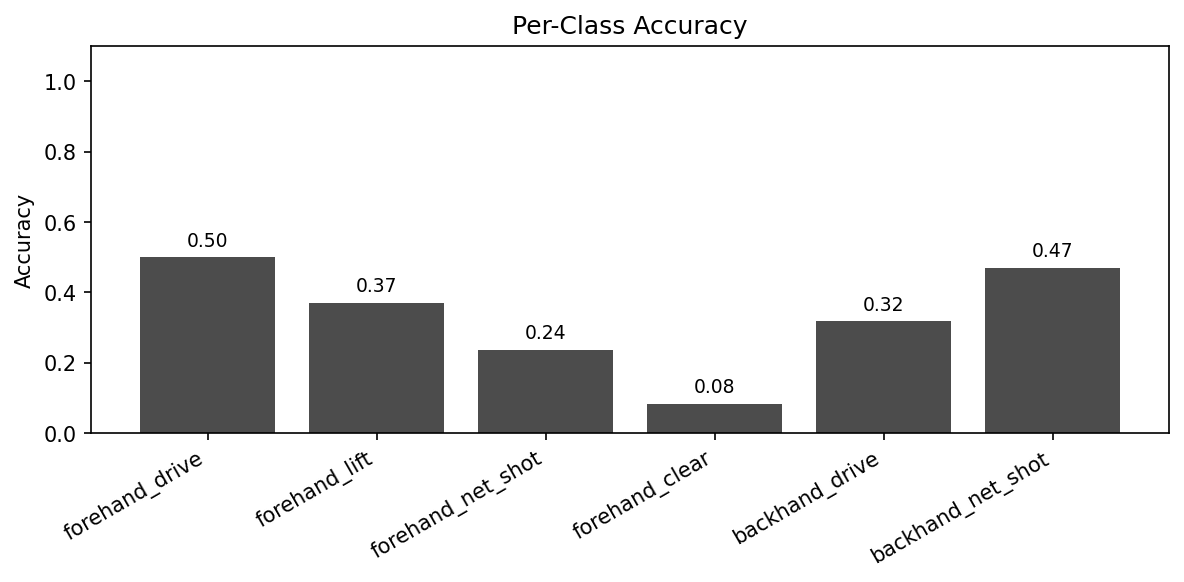 Per-Class Accuracy
Accuracy
1.0
0.8
0.6
0.4
0.2
0.0
0.50
0.37
0.24
0.08
0.32
0.47
forehand_drive
forehand_lift
forehand_net_shot
forehand_clear
backhand_drive
backhand_net_shot